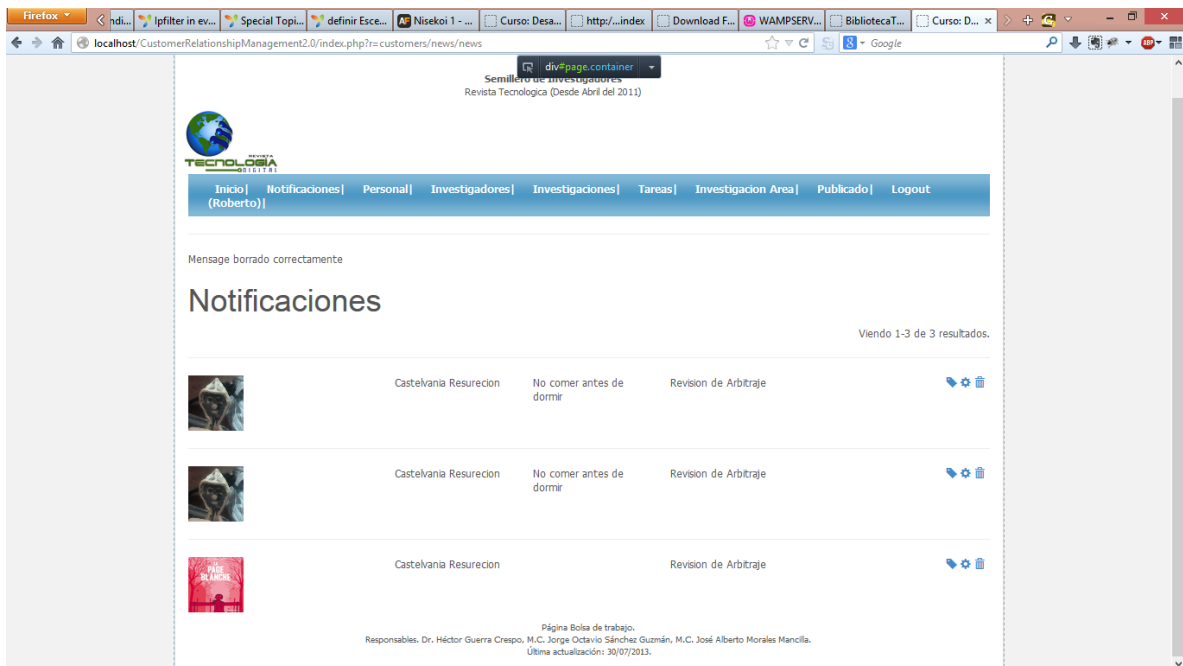 Firefox
ndi...
Ipfilter in ev...
Special Topi...
definir Esce...
Nisekoi 1 - ...
Curso: Desa...
http:/...index
Download F...
WAMPSERV...
BibliotecaT...
Curso: D...
localhost/CustomerRelationshipManagement2.0/index.php?r=customers/news/news
Google
div#page.container
Semillero de Investigadores
Revista Tecnologica (Desde Abril del 2011)
REVISTA
TECNOLOGÍA
DIGITAL
Inicio| Notificaciones| Personal| Investigadores| Investigaciones| Tareas| Investigacion Area| Publicado| Logout
(Roberto)|
Mensage borrado correctamente
Notificaciones
Viendo 1-3 de 3 resultados.
Castelvania Resurecion No comer antes de Revision de Arbitraje
dormir
Castelvania Resurecion No comer antes de Revision de Arbitraje
dormir
Castelvania Resurecion Revision de Arbitraje
PAGE
BLANCHE
Página Bolsa de trabajo.
Responsables. Dr. Héctor Guerra Crespo, M.C. Jorge Octavio Sánchez Guzmán, M.C. José Alberto Morales Mancilla.
Última actualización: 30/07/2013.